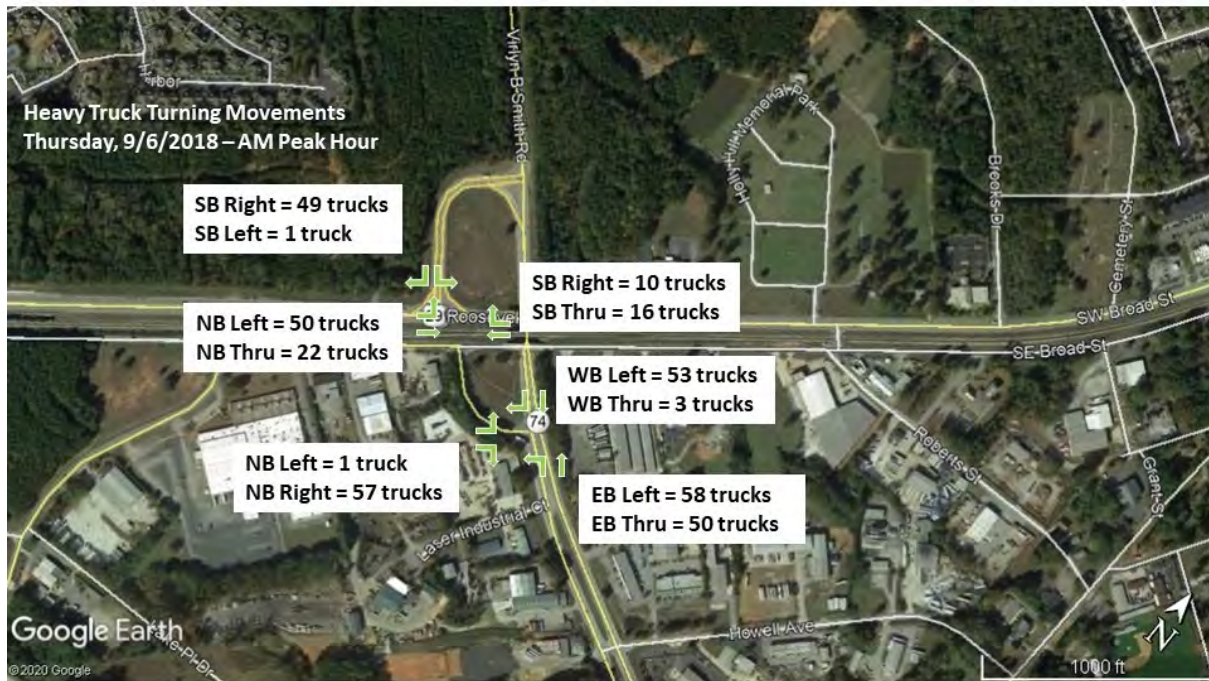 Harbor
Virlyn B Smith Rd
Heavy Truck Turning Movements
Thursday, 9/6/2018 – AM Peak Hour
Holly Hill Memorial Park
Brooks Dr
Cemetery St
SB Right = 49 trucks
SB Left = 1 truck
SB Right = 10 trucks
SB Thru = 16 trucks
SW Broad St
NB Left = 50 trucks
NB Thru = 22 trucks
SE Broad St
WB Left = 53 trucks
WB Thru = 3 trucks
74
Roberts St
Grant St
NB Left = 1 truck
NB Right = 57 trucks
EB Left = 58 trucks
EB Thru = 50 trucks
Laser Industrial Ct
Howell Ave
Google Earth
Pl Dr
©2020 Google
N
1000 ft